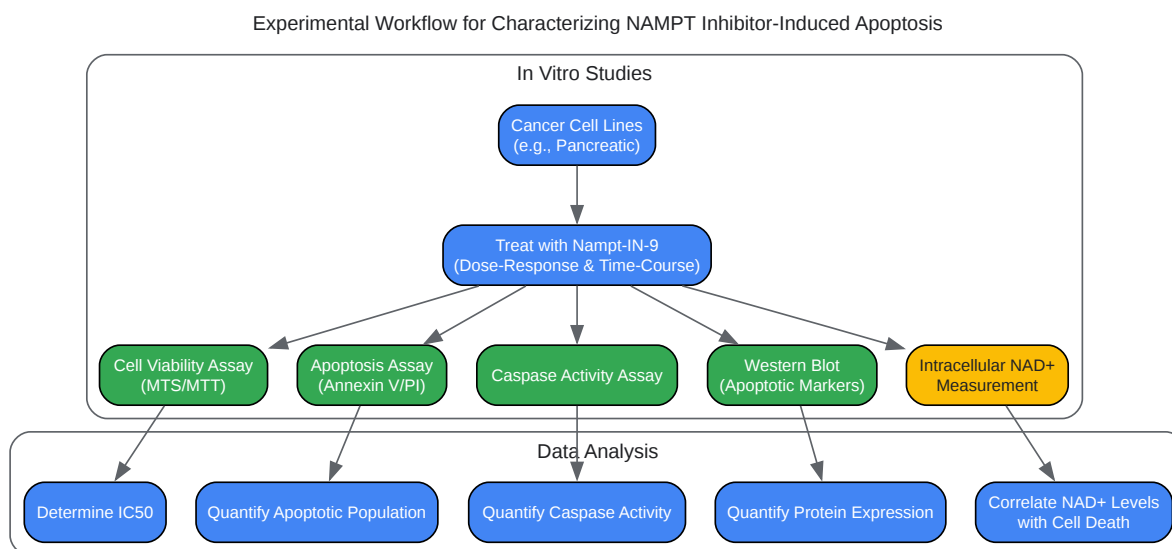 Experimental Workflow for Characterizing NAMPT Inhibitor-Induced Apoptosis
In Vitro Studies
Cancer Cell Lines
(e.g., Pancreatic)
Treat with Nampt-IN-9
(Dose-Response & Time-Course)
Cell Viability Assay
(MTS/MTT)
Apoptosis Assay
(Annexin V/PI)
Caspase Activity Assay
Western Blot
(Apoptotic Markers)
Intracellular NAD+
Measurement
Data Analysis
Determine IC50
Quantify Apoptotic Population
Quantify Caspase Activity
Quantify Protein Expression
Correlate NAD+ Levels
with Cell Death